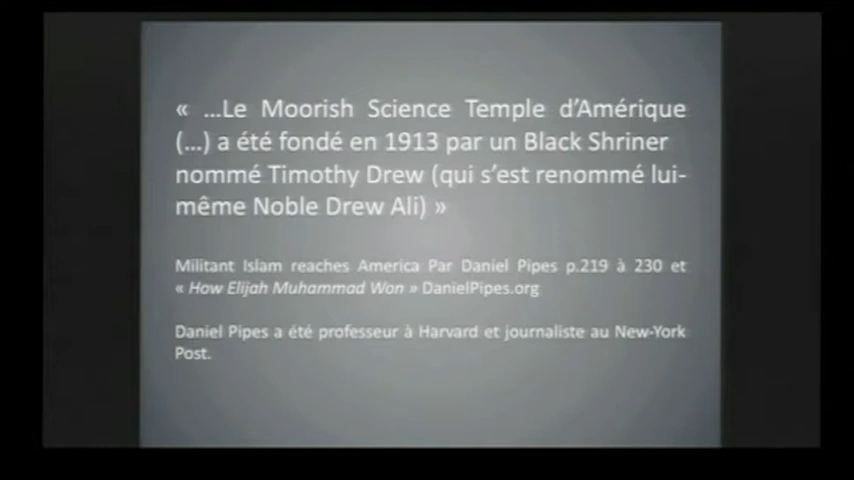 « ...Le Moorish Science Temple d'Amérique
(...) a été fondé en 1913 par un Black Shriner
nommé Timothy Drew (qui s'est renommé lui-
même Noble Drew Ali) »
Militant Islam reaches America Par Daniel Pipes p.219 à 230 et
« How Elijah Muhammad Won » DanielPipes.org
Daniel Pipes a été professeur à Harvard et journaliste au New-York
Post.